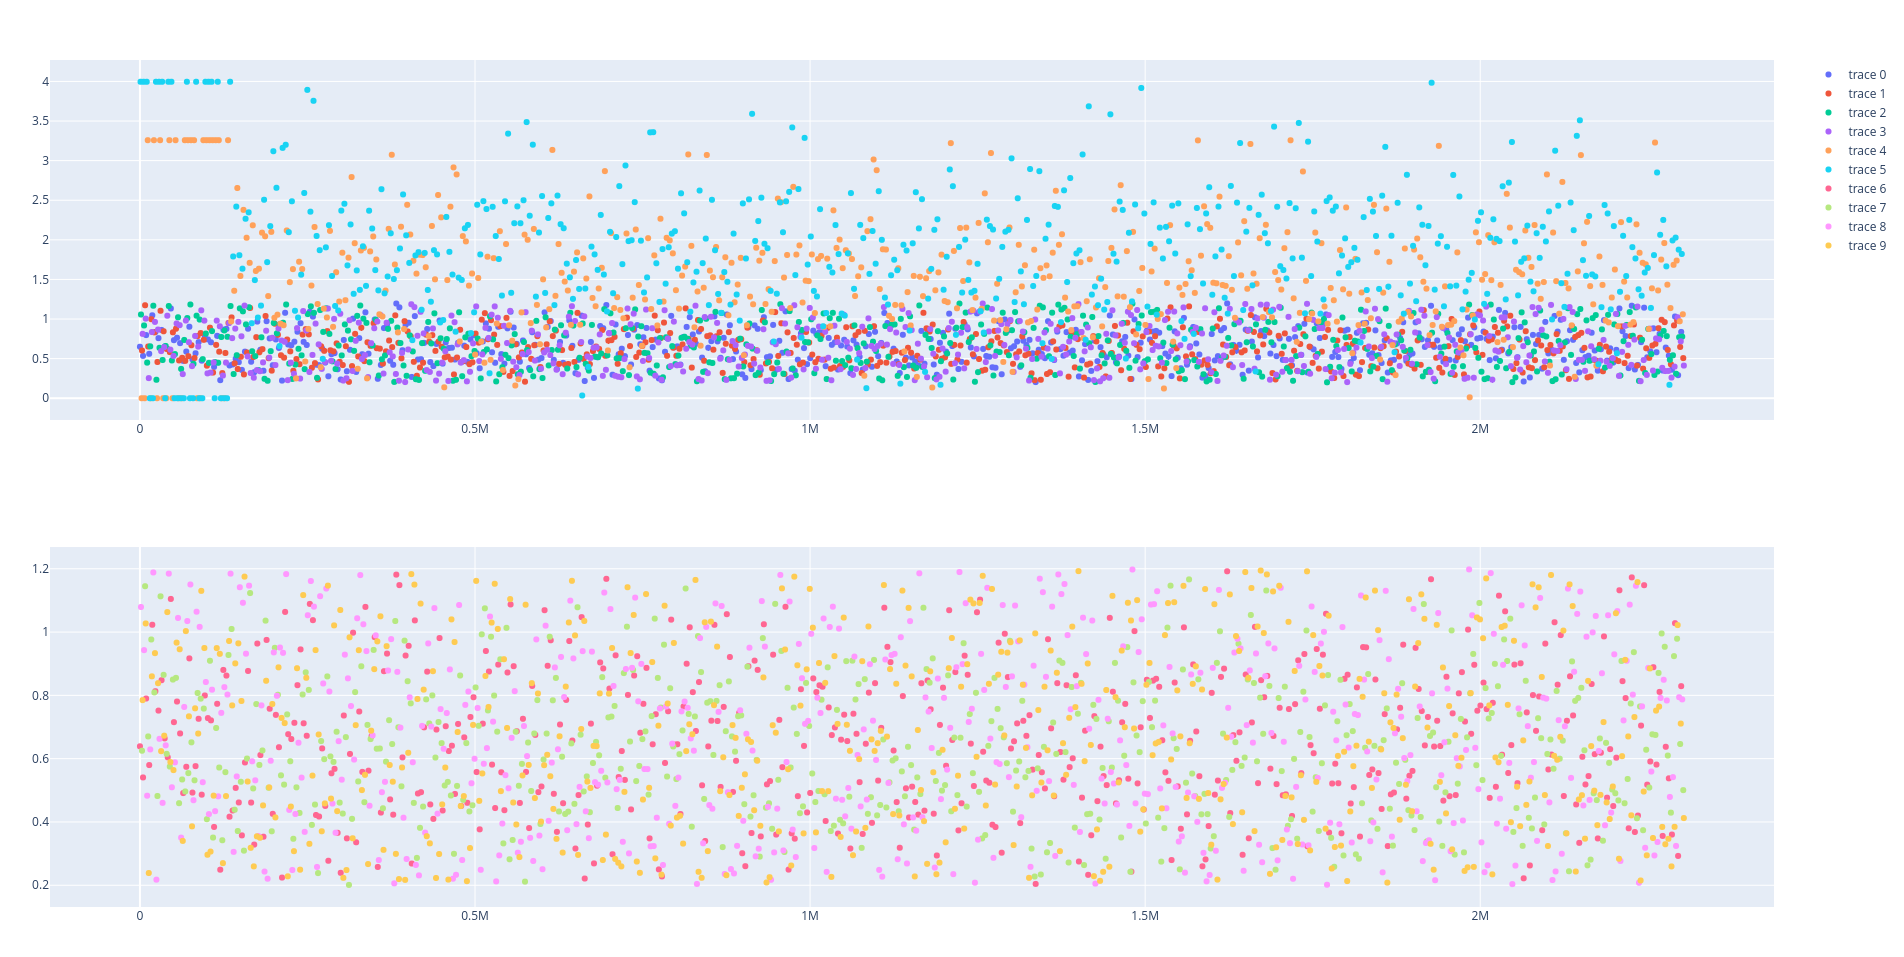 4
3.5
3
2.5
2
1.5
1
0.5
0
0 0.5M 1M 1.5M 2M
trace 0
trace 1
trace 2
trace 3
trace 4
trace 5
trace 6
trace 7
trace 8
trace 9
1.2
1
0.8
0.6
0.4
0.2
0 0.5M 1M 1.5M 2M